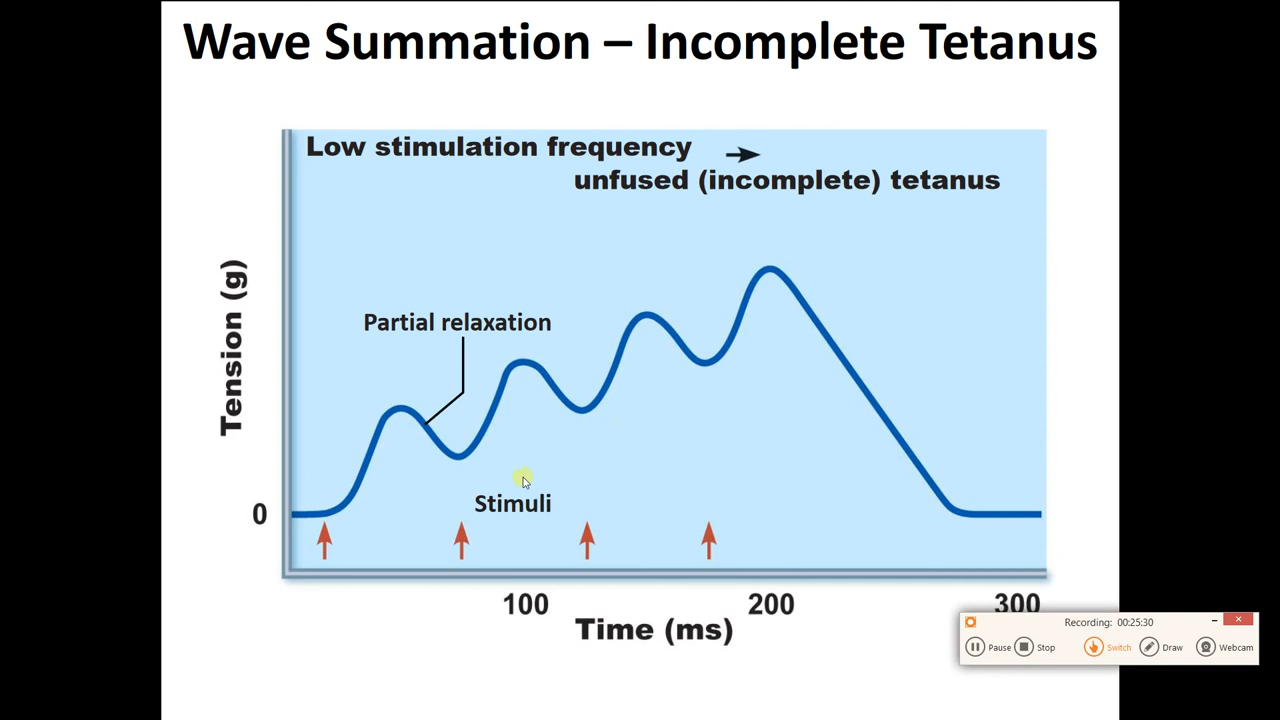 Wave Summation – Incomplete Tetanus
Low stimulation frequency
unfused (incomplete) tetanus
Tension (g)
Partial relaxation
Stimuli
0
100
200
300
Time (ms)
Recording: 00:25:30
Pause
Stop
Switch
Draw
Webcam